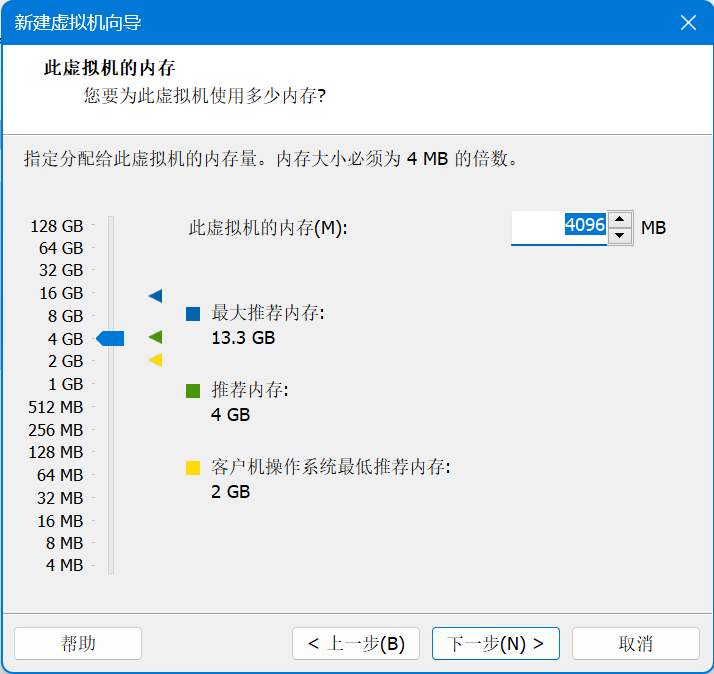 新建虚拟机向导
此虚拟机的内存
您要为此虚拟机使用多少内存?
指定分配给此虚拟机的内存量。内存大小必须为 4 MB 的倍数。
128 GB
64 GB
32 GB
16 GB
8 GB
4 GB
2 GB
1 GB
512 MB
256 MB
128 MB
64 MB
32 MB
16 MB
8 MB
4 MB
此虚拟机的内存(M): 4096 MB
最大推荐内存:
13.3 GB
推荐内存:
4 GB
客户机操作系统最低推荐内存:
2 GB
帮助 < 上一步(B) 下一步(N) > 取消